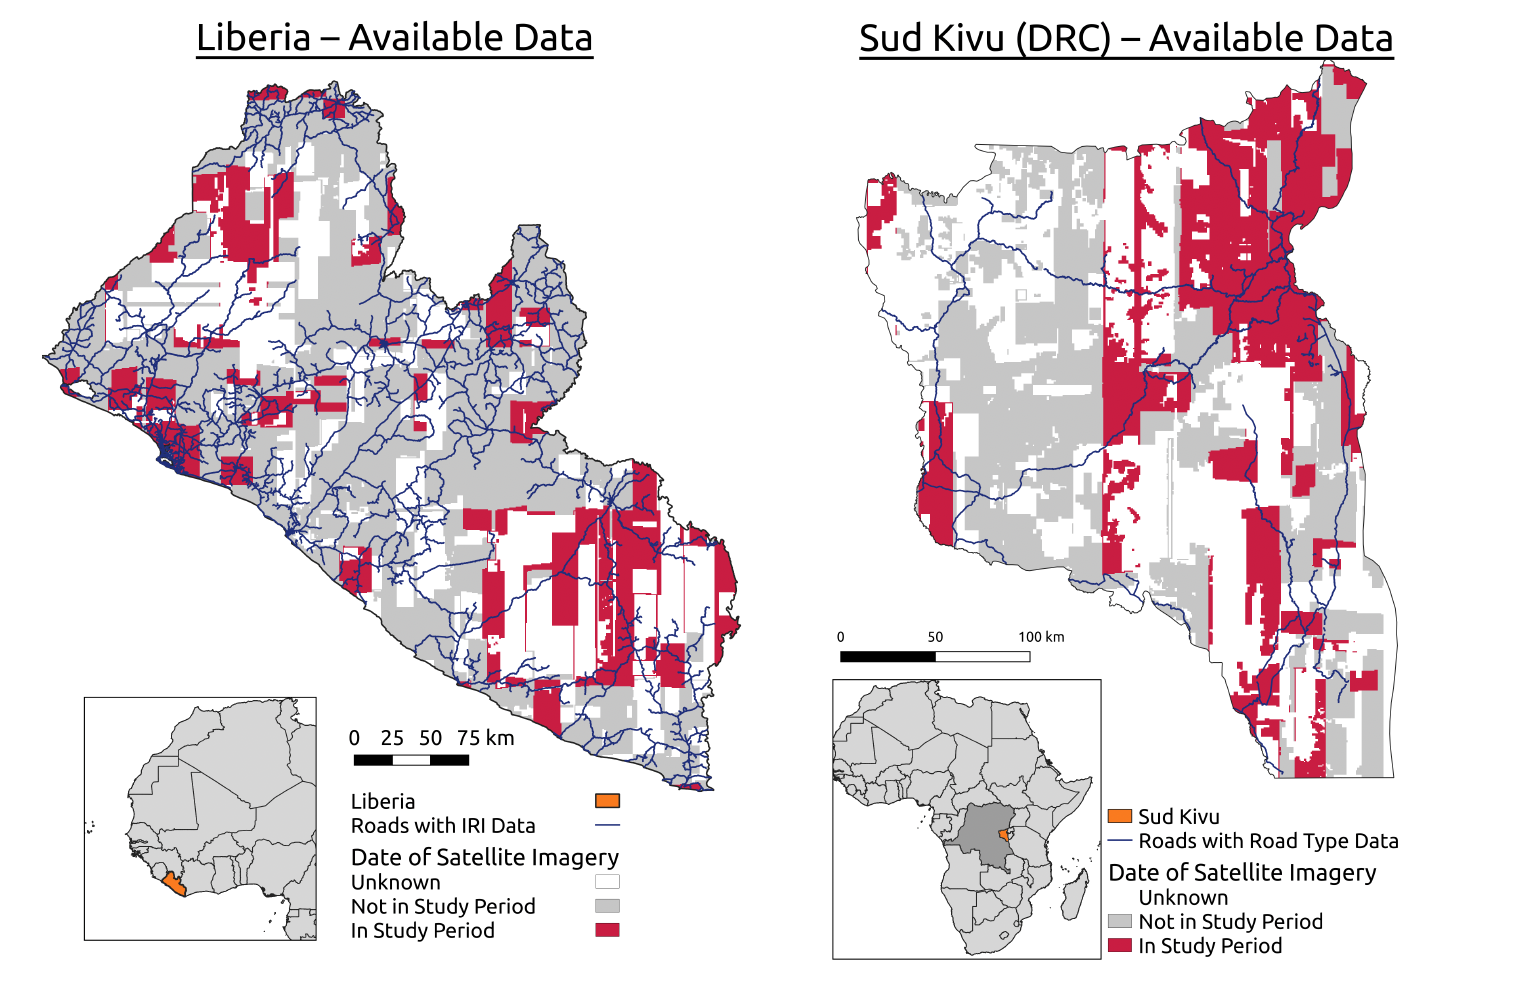 Liberia – Available Data
0 25 50 75 km
Liberia
Roads with IRI Data
Date of Satellite Imagery
Unknown
Not in Study Period
In Study Period
Sud Kivu (DRC) – Available Data
0 50 100 km
Sud Kivu
Roads with Road Type Data
Date of Satellite Imagery
Unknown
Not in Study Period
In Study Period